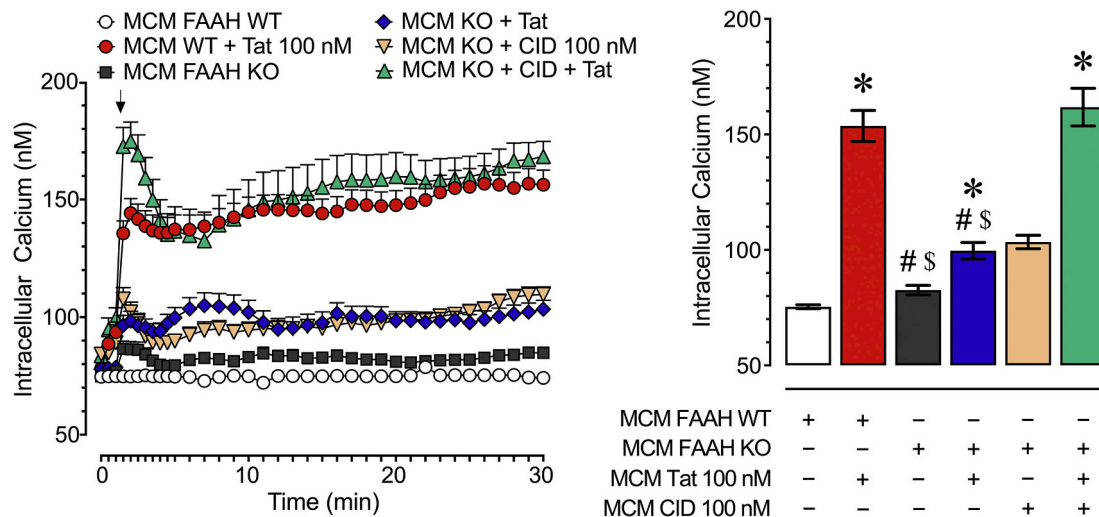 MCM FAAH WT
MCM WT + Tat 100 nM
MCM FAAH KO
MCM KO + Tat
MCM KO + CID 100 nM
MCM KO + CID + Tat
Intracellular Calcium (nM)
200
150
100
50
0 10 20 30
Time (min)
Intracellular Calcium (nM)
200
150
100
50
*
# $
*
# $
*
MCM FAAH WT + + – – – –
MCM FAAH KO – – + + + +
MCM Tat 100 nM – + – + – +
MCM CID 100 nM – – – – + +